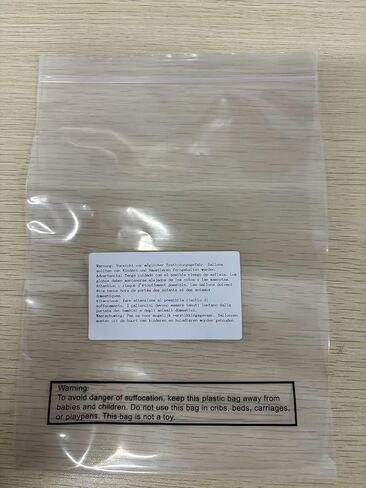 Warnung: Vorsicht vor möglicher Erstickungsgefahr. Ballons
sollten von Kindern und Haustieren ferngehalten werden.
Advertencia: Tenga cuidado con el posible riesgo de asfixia. Los
globos deben mantenerse alejados de los niños y las mascotas.
Attention : risque d'étouffement possible. Les ballons doivent
être tenus hors de portée des enfants et des animaux
domestiques.
Attenzione: fare attenzione al possibile rischio di
soffocamento. I palloncini devono essere tenuti lontano dalla
portata dei bambini e degli animali domestici.
Waarschuwing: Pas op voor mogelijk verstikkingsgevaar. Ballonnen
moeten uit de buurt van kinderen en huisdieren worden gehouden.
Warning:
To avoid danger of suffocation, keep this plastic bag away from
babies and children. Do not use this bag in cribs, beds, carriages,
or playpens. This bag is not a toy.